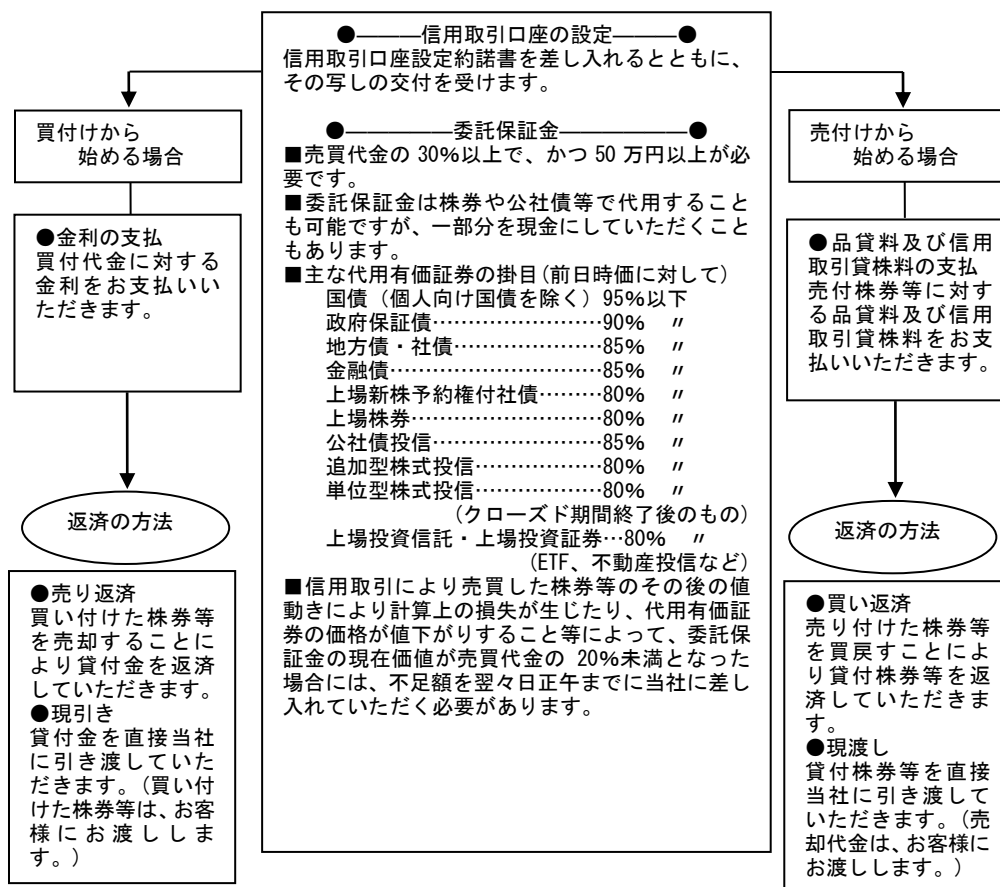 ●―――信用取引口座の設定―――●
信用取引口座設定約諾書を差し入れるとともに、
その写しの交付を受けます。
●―――――委託保証金―――――●
■売買代金の 30%以上で、かつ 50 万円以上が必
要です。
■委託保証金は株券や公社債等で代用すること
も可能ですが、一部分を現金にしていただくこと
もあります。
■主な代用有価証券の掛目(前日時価に対して)
国債(個人向け国債を除く)95%以下
政府保証債……………………90% 〃
地方債・社債…………………85% 〃
金融債…………………………85% 〃
上場新株予約権付社債………80% 〃
上場株券………………………80% 〃
公社債投信……………………85% 〃
追加型株式投信………………80% 〃
単位型株式投信………………80% 〃
(クローズド期間終了後のもの)
上場投資信託・上場投資証券…80% 〃
(ETF、不動産投信など)
■信用取引により売買した株券等のその後の値
動きにより計算上の損失が生じたり、代用有価証
券の価格が値下がりすること等によって、委託保
証金の現在価値が売買代金の 20%未満となった
場合には、不足額を翌々日正午までに当社に差し
入れていただく必要があります。
買付けから
始める場合
●金利の支払
買付代金に対する
金利をお支払いい
ただきます。
返済の方法
●売り返済
買い付けた株券等
を売却することに
より貸付金を返済
していただきます。
●現引き
貸付金を直接当社
に引き渡していた
だきます。(買い付
けた株券等は、お客
様にお渡ししま
す。)
売付けから
始める場合
●品貸料及び信用
取引貸株料の支払
売付株券等に対す
る品貸料及び信用
取引貸株料をお支
払いいただきます。
返済の方法
●買い返済
売り付けた株券等
を買戻すことによ
り貸付株券等を返
済していただきま
す。
●現渡し
貸付株券等を直接
当社に引き渡して
いただきます。(売
却代金は、お客様に
お渡しします。)